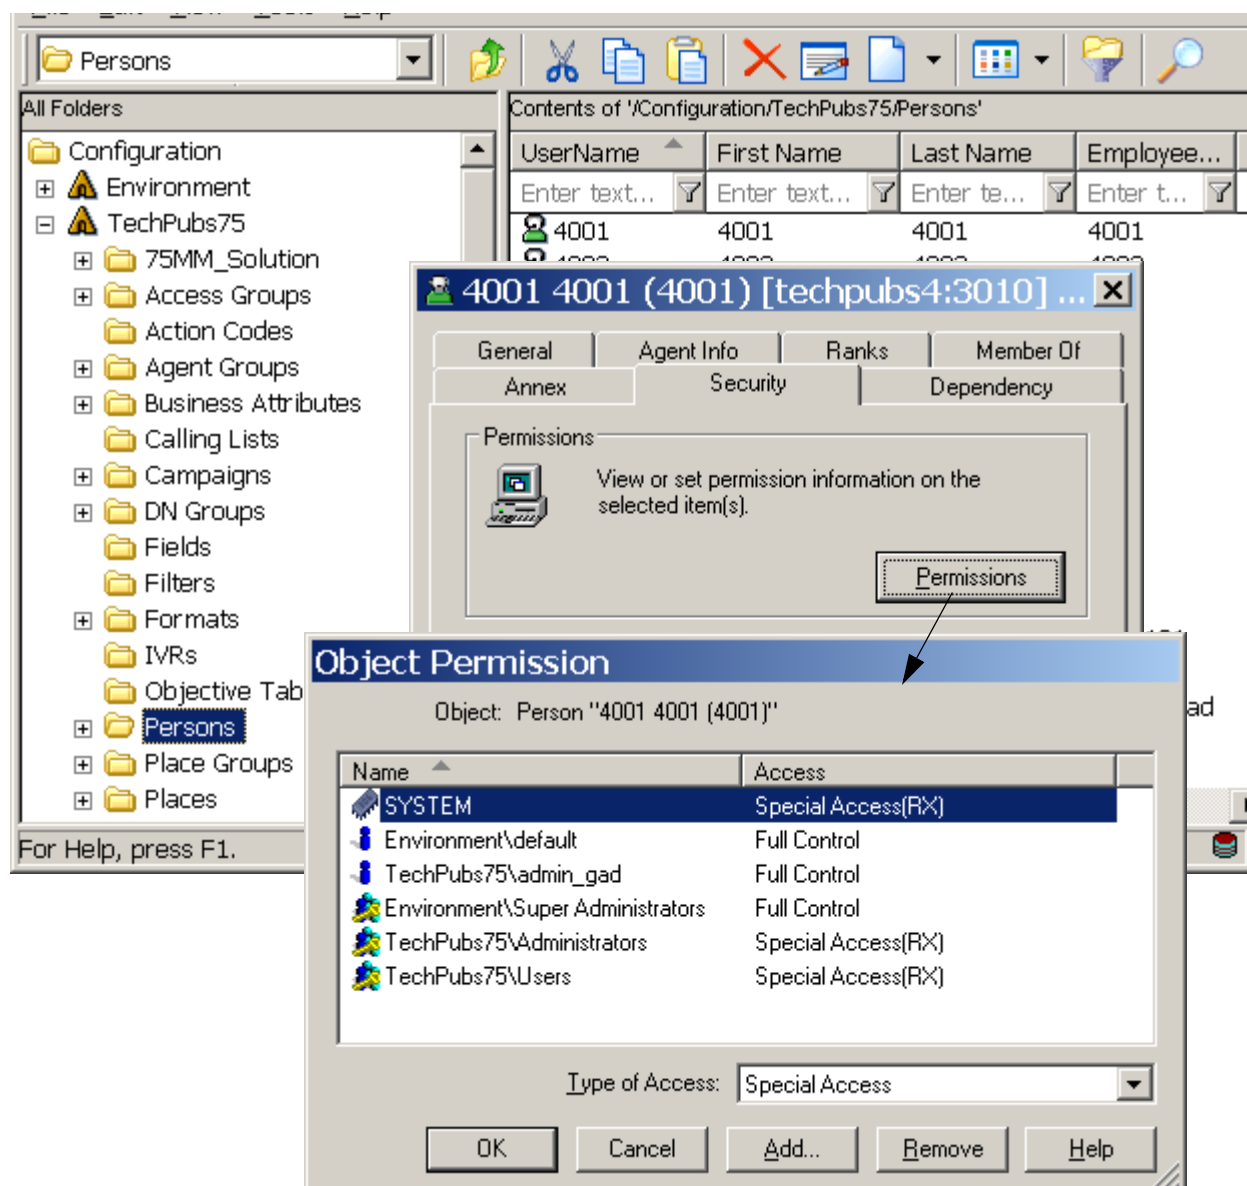 Persons
All Folders
Contents of '/Configuration/TechPubs75/Persons'
Configuration
UserName First Name Last Name Employee...
Environment
Enter text... Enter text... Enter te... Enter t...
TechPubs75
4001 4001 4001 4001
75MM_Solution
Access Groups
4001 4001 (4001) [techpubs4:3010] ...
Action Codes
General Agent Info Ranks Member Of
Agent Groups
Annex Security Dependency
Business Attributes
Calling Lists
Permissions
Campaigns
View or set permission information on the
selected item(s).
DN Groups
Fields
Filters
Permissions
Formats
IVRs
Object Permission
Objective Tab
Object: Person "4001 4001 (4001)"
ad
Persons
Place Groups
Name Access
Places
SYSTEM Special Access(RX)
For Help, press F1.
Environment\default Full Control
TechPubs75\admin_gad Full Control
Environment\Super Administrators Full Control
TechPubs75\Administrators Special Access(RX)
TechPubs75\Users Special Access(RX)
Type of Access: Special Access
OK Cancel Add... Remove Help